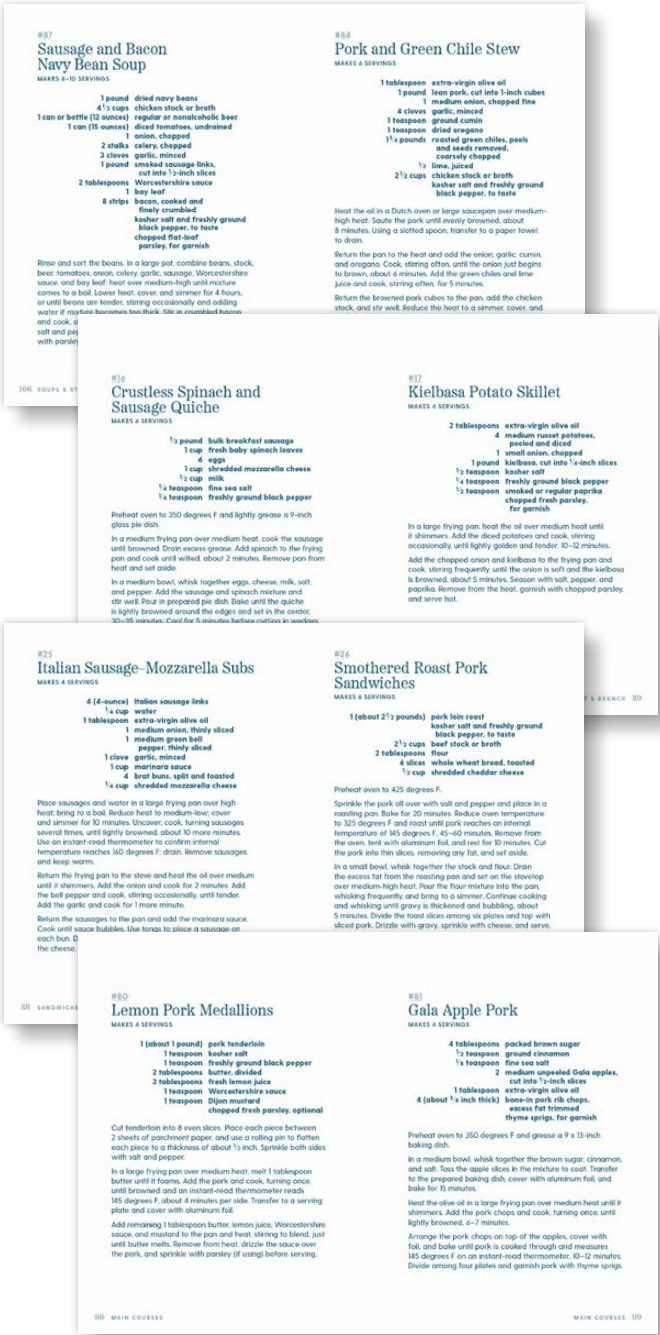 #87
Sausage and Bacon
Navy Bean Soup
MAKES 8–10 SERVINGS
1 pound dried navy beans
4½ cups chicken stock or broth
1 can or bottle (12 ounces) regular or nonalcoholic beer
1 can (15 ounces) diced tomatoes, undrained
1 onion, chopped
2 stalks celery, chopped
3 cloves garlic, minced
1 pound smoked sausage links,
cut into ½-inch slices
2 tablespoons Worcestershire sauce
1 bay leaf
8 strips bacon, cooked and
finely crumbled
kosher salt and freshly ground
black pepper, to taste
chopped flat-leaf
parsley, for garnish
Rinse and sort the beans. In a large pot, combine beans, stock,
beer, tomatoes, onion, celery, garlic, sausage, Worcestershire
sauce, and bay leaf; heat over medium-high until mixture
comes to a boil. Lower heat, cover, and simmer for 4 hours,
or until beans are tender, stirring occasionally and adding
water if mixture becomes too thick. Stir in crumbled bacon
and cook, st
salt and pep
with parsley
106 SOUPS & ST
#88
Pork and Green Chile Stew
MAKES 6 SERVINGS
1 tablespoon extra-virgin olive oil
1 pound lean pork, cut into 1-inch cubes
1 medium onion, chopped fine
4 cloves garlic, minced
1 teaspoon ground cumin
1 teaspoon dried oregano
1¼ pounds roasted green chiles, peels
and seeds removed,
coarsely chopped
½ lime, juiced
2½ cups chicken stock or broth
kosher salt and freshly ground
black pepper, to taste
Heat the oil in a Dutch oven or large saucepan over medium-
high. Saute the pork until evenly browned, about
8 minutes. Using a slotted spoon, transfer to a paper towel
to drain.
Return the pan to the heat and add the onion, garlic, cumin,
and oregano. Cook, stirring often, until the onion just begins
to brown, about 6 minutes. Add the green chiles and lime
juice and cook, stirring often, for 5 minutes.
Return the browned pork cubes to the pan, add the chicken
stock, and stir well. Reduce the heat to a simmer, cover, and
#16
Crustless Spinach and
Sausage Quiche
MAKES 6 SERVINGS
½ pound bulk breakfast sausage
1 cup fresh baby spinach leaves
6 eggs
1 cup shredded mozzarella cheese
½ cup milk
¼ teaspoon fine sea salt
¼ teaspoon freshly ground black pepper
Preheat oven to 350 degrees F and lightly grease a 9-inch
glass pie dish.
In a medium frying pan over medium heat, cook the sausage
until browned. Drain excess grease. Add spinach to the frying
pan and cook until wilted, about 2 minutes. Remove pan from
heat and set aside.
In a medium bowl, whisk together eggs, cheese, milk, salt,
and pepper. Add the sausage and spinach mixture and
stir well. Pour in prepared pie dish. Bake until the quiche
is lightly browned around the edges and set in the center,
30–35 minutes. Cool for 5 minutes before cutting in wedges
#17
Kielbasa Potato Skillet
MAKES 4 SERVINGS
2 tablespoons extra-virgin olive oil
4 medium russet potatoes,
peeled and diced
1 small onion, chopped
1 pound kielbasa, cut into ¼-inch slices
½ teaspoon kosher salt
¼ teaspoon freshly ground black pepper
½ teaspoon smoked or regular paprika
chopped fresh parsley,
for garnish
In a large frying pan, heat the oil over medium heat until
it shimmers. Add the diced potatoes and cook, stirring
occasionally, until lightly golden and tender, 10–12 minutes.
Add the chopped onion and kielbasa to the frying pan and
cook, stirring frequently, until the onion is soft and the kielbasa
is browned, about 5 minutes. Season with salt, pepper, and
paprika. Remove from the heat, garnish with chopped parsley,
and serve hot.
T & BRUNCH 29
#25
Italian Sausage–Mozzarella Subs
MAKES 4 SERVINGS
4 (4-ounce) Italian sausage links
¼ cup water
1 tablespoon extra-virgin olive oil
1 medium onion, thinly sliced
1 medium green bell
pepper, thinly sliced
1 clove garlic, minced
1 cup marinara sauce
4 brat buns, split and toasted
¼ cup shredded mozzarella cheese
Place sausages and water in a large frying pan over high
heat; bring to a boil. Reduce heat to medium-low; cover
and simmer for 10 minutes. Uncover; cook, turning sausages
several times, until lightly browned, about 10 more minutes.
Use an instant-read thermometer to confirm internal
temperature reaches 160 degrees F; drain. Remove sausages
and keep warm.
Return the frying pan to the stove and heat the oil over medium
until it shimmers. Add the onion and cook for 2 minutes. Add
the bell pepper and cook, stirring occasionally, until tender.
Add the garlic and cook for 1 more minute.
Return the sausages to the pan and add the marinara sauce.
Cook until sauce bubbles. Use tongs to place a sausage on
each bun. D
the cheese.
38 SANDWICHE
#26
Smothered Roast Pork
Sandwiches
MAKES 6 SERVINGS
1 (about 2½ pounds) pork loin roast
kosher salt and freshly ground
black pepper, to taste
2½ cups beef stock or broth
2 tablespoons flour
6 slices whole wheat bread, toasted
½ cup shredded cheddar cheese
Preheat oven to 425 degrees F.
Sprinkle the pork all over with salt and pepper and place in a
roasting pan. Bake for 20 minutes. Reduce oven temperature
to 325 degrees F and roast until pork reaches an internal
temperature of 145 degrees F, 45–60 minutes. Remove from
the oven, tent with aluminum foil, and rest for 10 minutes. Cut
the pork into thin slices, removing any fat, and set aside.
In a small bowl, whisk together the stock and flour. Drain
the excess fat from the roasting pan and set on the stovetop
over medium-high heat. Pour the flour mixture into the pan,
whisking frequently, and bring to a simmer. Continue cooking
and whisking until gravy is thickened and bubbling, about
5 minutes. Divide the toast slices among six plates and top with
sliced pork. Drizzle with gravy, sprinkle with cheese, and serve.
#80
Lemon Pork Medallions
MAKES 4 SERVINGS
1 (about 1 pound) pork tenderloin
1 teaspoon kosher salt
1 teaspoon freshly ground black pepper
2 tablespoons butter, divided
2 tablespoons fresh lemon juice
1 teaspoon Worcestershire sauce
1 teaspoon Dijon mustard
chopped fresh parsley, optional
Cut tenderloin into 8 even slices. Place each piece between
2 sheets of parchment paper, and use a rolling pin to flatten
each piece to a thickness of about ½ inch. Sprinkle both sides
with salt and pepper.
In a large frying pan over medium heat, melt 1 tablespoon
butter until it foams. Add the pork and cook, turning once,
until browned and an instant-read thermometer reads
145 degrees F, about 4 minutes per side. Transfer to a serving
plate and cover with aluminum foil.
Add remaining 1 tablespoon butter, lemon juice, Worcestershire
sauce, and mustard to the pan and heat, stirring to blend, just
until butter melts. Remove from heat, drizzle the sauce over
the pork, and sprinkle with parsley (if using) before serving.
98 MAIN COURSES
#81
Gala Apple Pork
MAKES 4 SERVINGS
4 tablespoons packed brown sugar
½ teaspoon ground cinnamon
⅛ teaspoon fine sea salt
2 medium unpeeled Gala apples,
cut into ½-inch slices
1 tablespoon extra-virgin olive oil
4 (about ¾ inch thick) bone-in pork rib chops,
excess fat trimmed
thyme sprigs, for garnish
Preheat oven to 350 degrees F and grease a 9 x 13-inch
baking dish.
In a medium bowl, whisk together the brown sugar, cinnamon,
and salt. Toss the apple slices in the mixture to coat. Transfer
to the prepared baking dish, cover with aluminum foil, and
bake for 15 minutes.
Heat the olive oil in a large frying pan over medium heat until it
shimmers. Add the pork chops and cook, turning once, until
lightly browned, 6–7 minutes.
Arrange the pork chops on top of the apples, cover with
foil, and bake until pork is cooked through and measures
145 degrees F on an instant-read thermometer, 10–12 minutes.
Divide among four plates and garnish pork with thyme sprigs.
MAIN COURSES 99